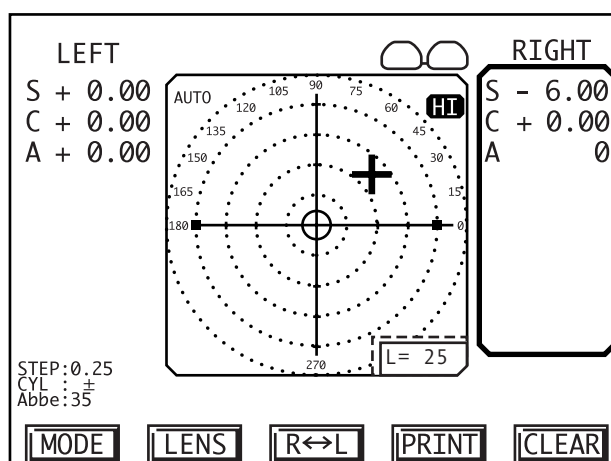 LEFT
S + 0.00
C + 0.00
A + 0.00
AUTO
HI
90
105
75
120
60
135
45
150
30
165
15
180
0
270
L= 25
RIGHT
S - 6.00
C + 0.00
A 0
STEP:0.25
CYL : ±
Abbe:35
MODE
LENS
R↔L
PRINT
CLEAR